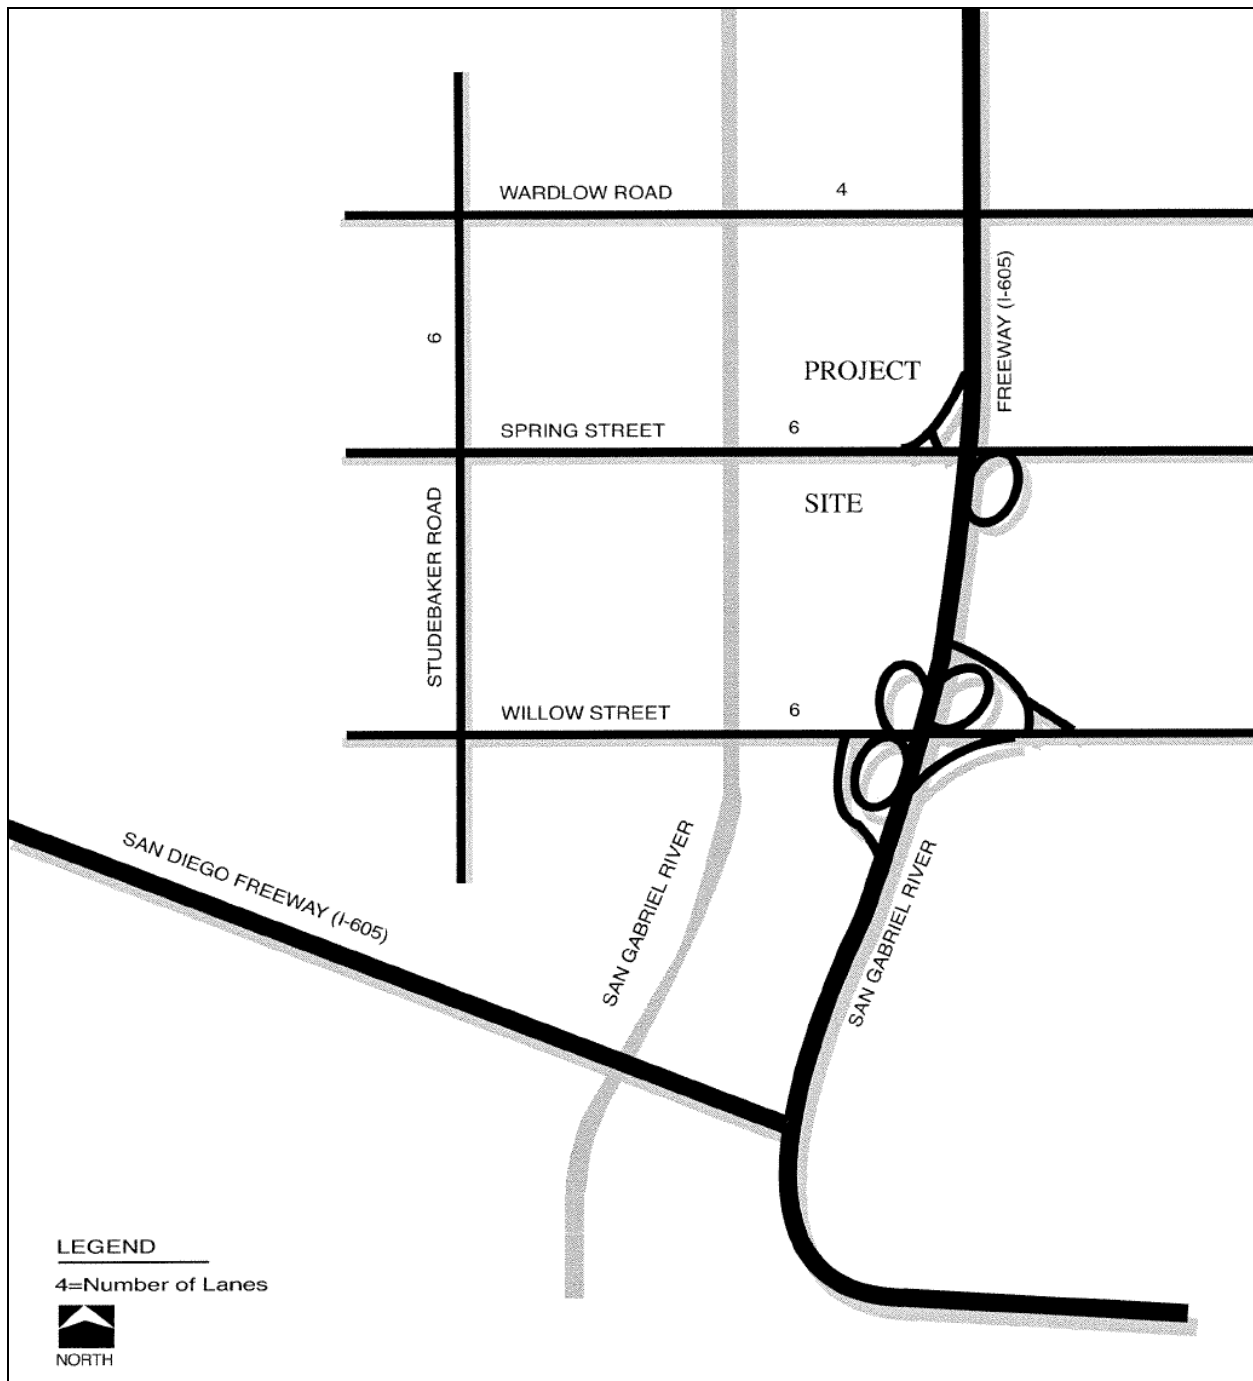 WARDLOW ROAD
4
FREEWAY (I-605)
6
PROJECT
SPRING STREET
6
SITE
STUDEBAKER ROAD
WILLOW STREET
6
SAN DIEGO FREEWAY (I-605)
SAN GABRIEL RIVER
SAN GABRIEL RIVER
LEGEND
4=Number of Lanes
NORTH